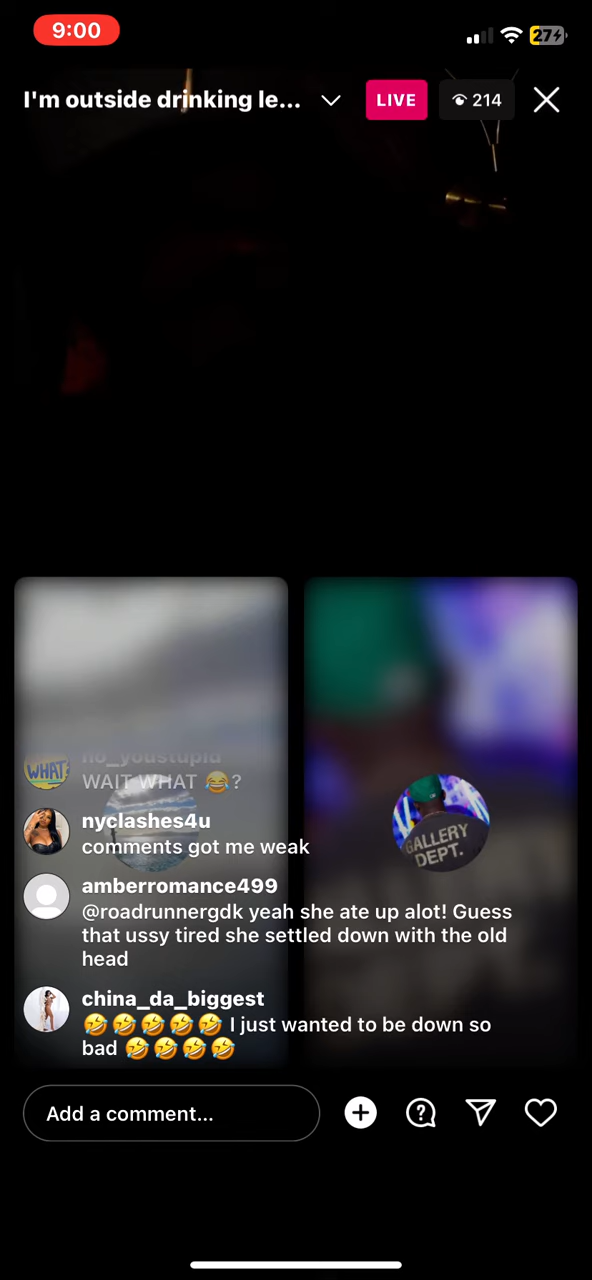 9:00
27
I'm outside drinking le...
LIVE
214
no_youstupid
WHAT
WAIT WHAT 😂?
nyclashes4u
comments got me weak
GALLERY
DEPT.
amberromance499
@roadrunnergdk yeah she ate up alot! Guess
that ussy tired she settled down with the old
head
china_da_biggest
🤣🤣🤣🤣🤣 I just wanted to be down so
bad 🤣🤣🤣🤣
Add a comment...